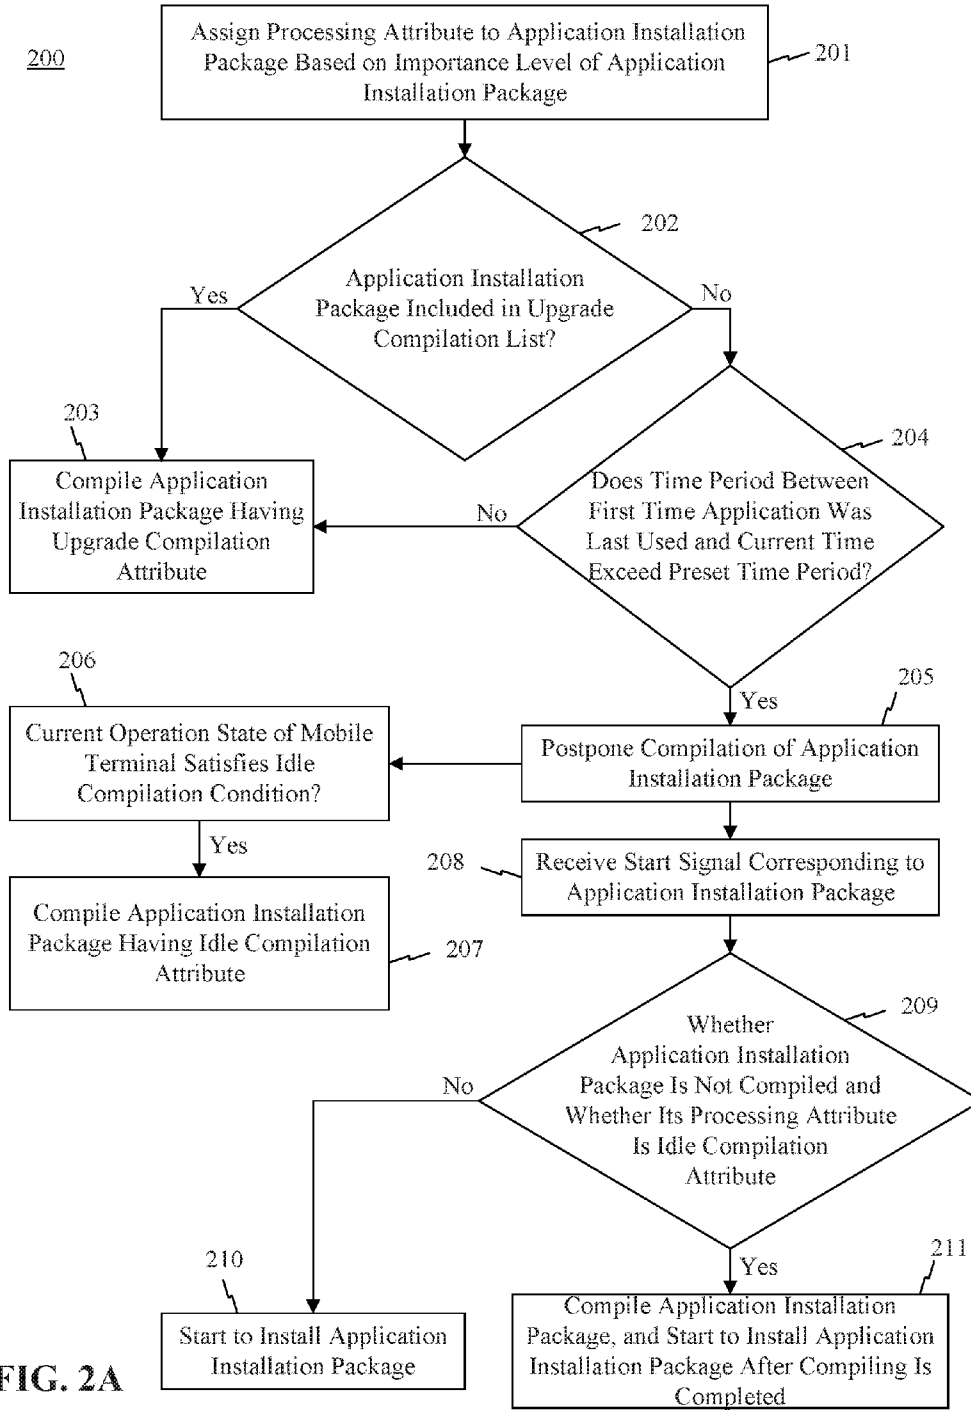 200
Assign Processing Attribute to Application Installation
Package Based on Importance Level of Application
Installation Package
201
202
Application Installation
Package Included in Upgrade
Compilation List?
Yes
No
203
Compile Application
Installation Package Having
Upgrade Compilation
Attribute
204
Does Time Period Between
First Time Application Was
Last Used and Current Time
Exceed Preset Time Period?
No
Yes
205
Postpone Compilation of Application
Installation Package
206
Current Operation State of Mobile
Terminal Satisfies Idle
Compilation Condition?
Yes
Compile Application Installation
Package Having Idle Compilation
Attribute
207
208
Receive Start Signal Corresponding to
Application Installation Package
209
Whether
Application Installation
Package Is Not Compiled and
Whether Its Processing Attribute
Is Idle Compilation
Attribute
No
Yes
210
Start to Install Application
Installation Package
211
Compile Application Installation
Package, and Start to Install Application
Installation Package After Compiling Is
Completed
FIG. 2A